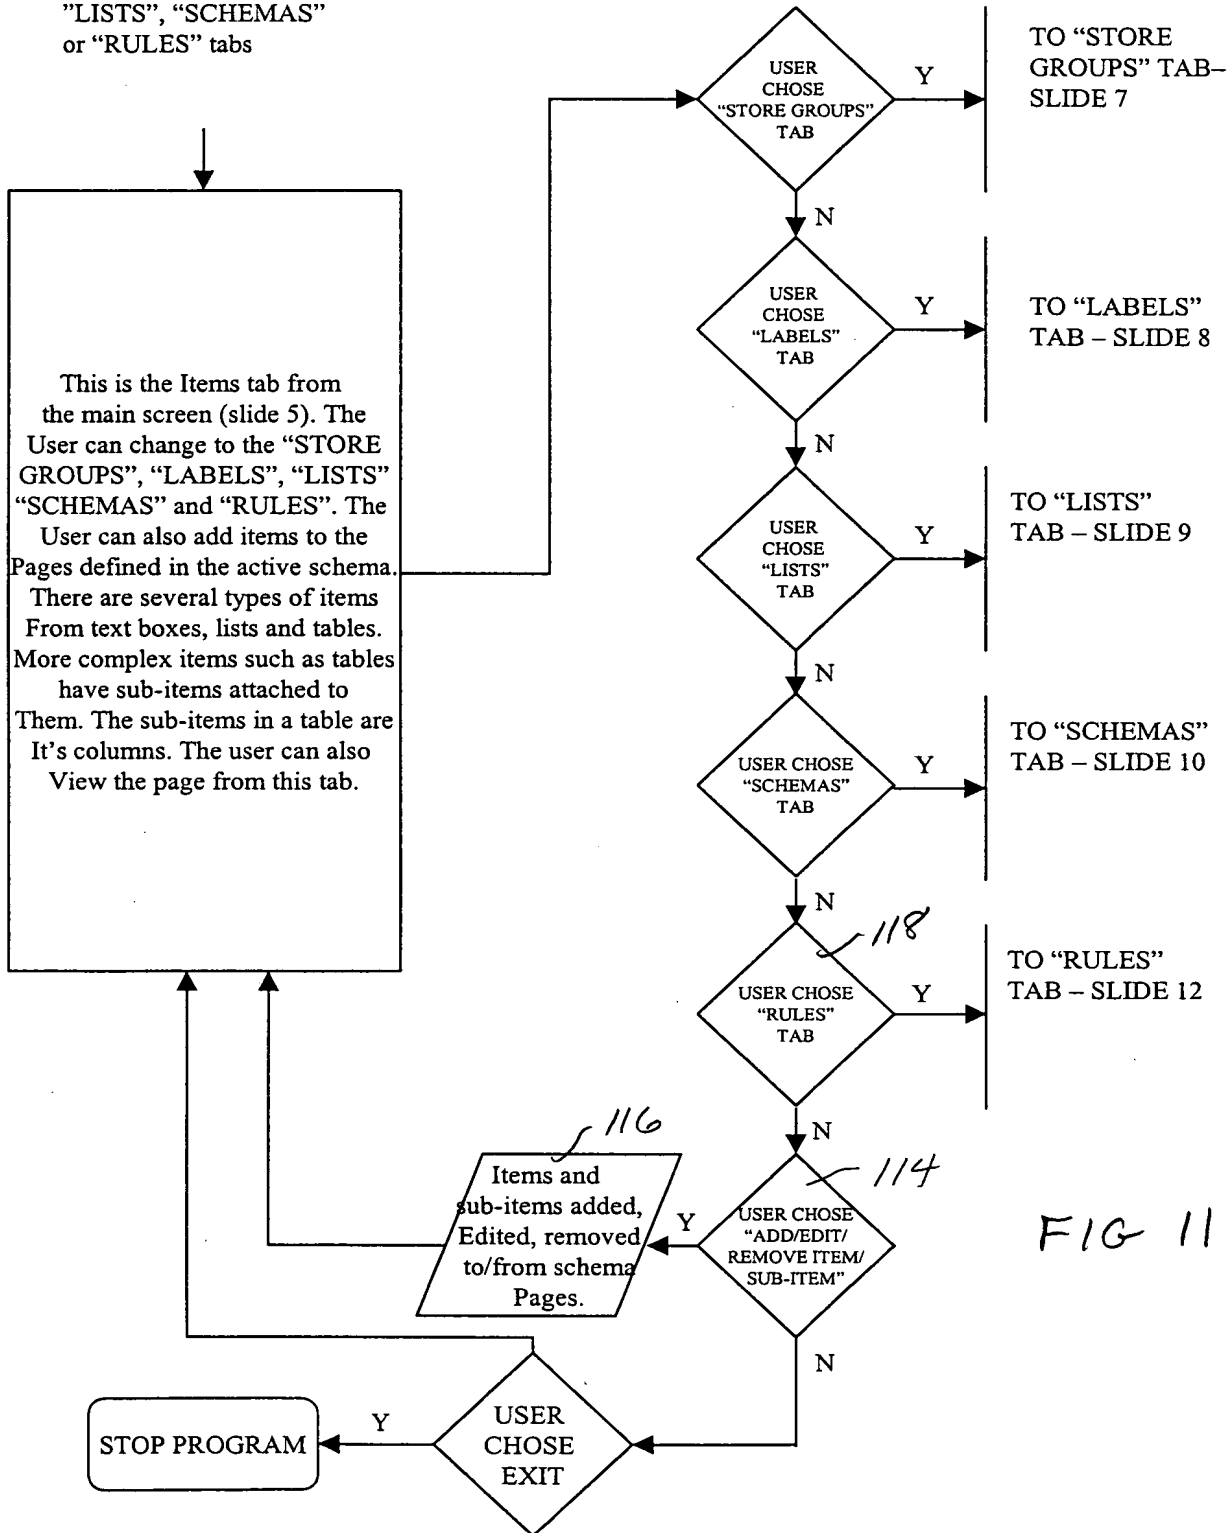 "LISTS", “SCHEMAS”
or “RULES” tabs
USER
CHOSE
“STORE GROUPS”
TAB
Y
TO “STORE
GROUPS” TAB–
SLIDE 7
N
USER
CHOSE
“LABELS”
TAB
Y
TO “LABELS”
TAB – SLIDE 8
N
This is the Items tab from
the main screen (slide 5). The
User can change to the “STORE
GROUPS”, “LABELS”, “LISTS”
“SCHEMAS” and “RULES”. The
User can also add items to the
Pages defined in the active schema.
There are several types of items
From text boxes, lists and tables.
More complex items such as tables
have sub-items attached to
Them. The sub-items in a table are
It’s columns. The user can also
View the page from this tab.
USER
CHOSE
“LISTS”
TAB
Y
TO “LISTS”
TAB – SLIDE 9
N
USER CHOSE
“SCHEMAS”
TAB
Y
TO “SCHEMAS”
TAB – SLIDE 10
N
118
USER CHOSE
“RULES”
TAB
Y
TO “RULES”
TAB – SLIDE 12
N
116
114
Items and
sub-items added,
Edited, removed
to/from schema
Pages.
Y
USER CHOSE
“ADD/EDIT/
REMOVE ITEM/
SUB-ITEM”
FIG 11
N
STOP PROGRAM
Y
USER
CHOSE
EXIT